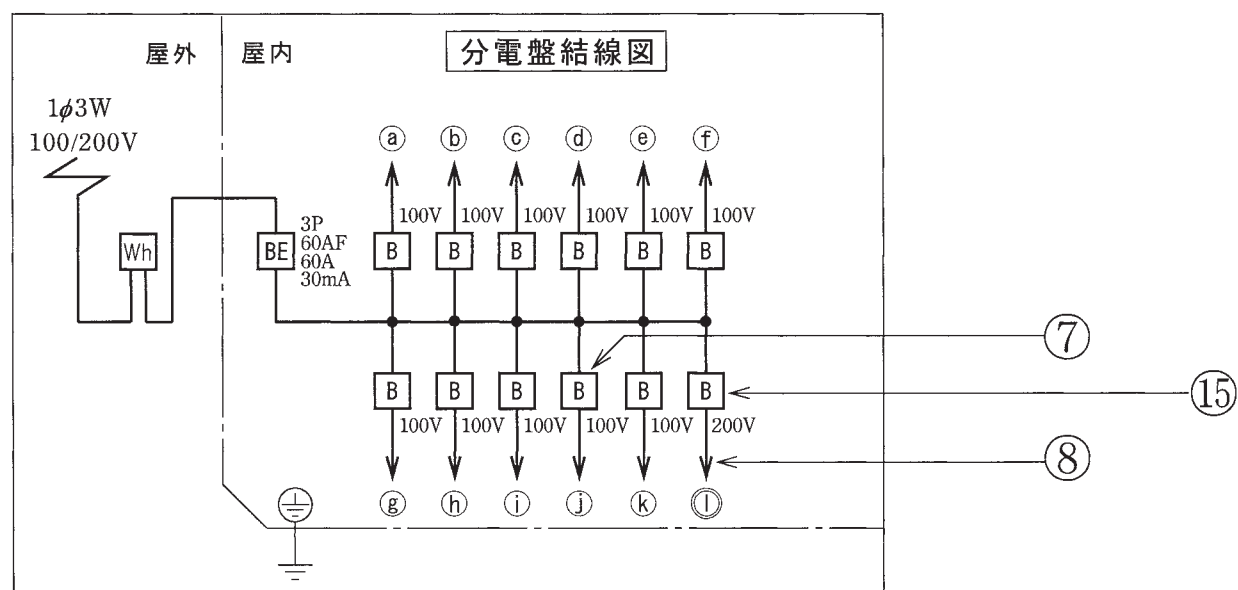 屋外 屋内 分電盤結線図
1φ3W
100/200V
ⓐ ⓑ ⓒ ⓓ ⓔ ⓕ
100V 100V 100V 100V 100V 100V
Wh BE 3P
60AF
60A
30mA
B B B B B B
⑦
B B B B B B ⑮
100V 100V 100V 100V 100V 200V
⑧
ⓖ ⓗ ⓘ ⓙ ⓚ ⓛ